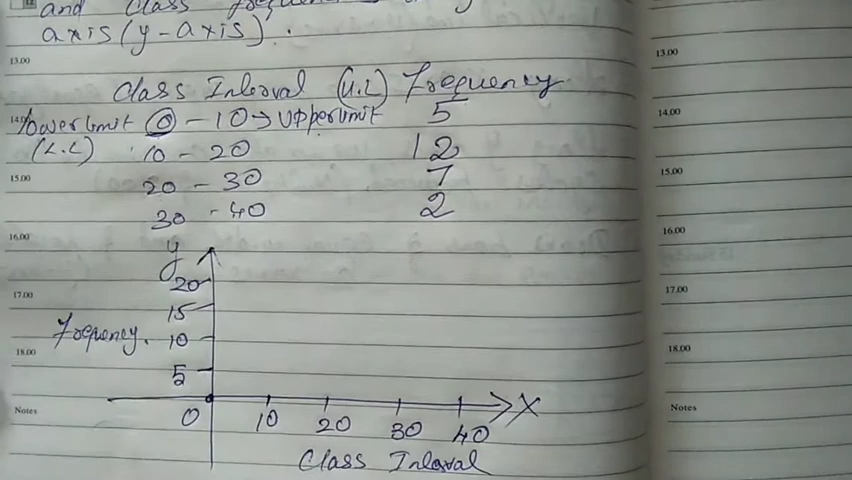 and Class
axis (y-axis).
13.00
13.00
Class Interval (U.L) Frequency
14.00
Lower limit 0 - 10 → Upper limit 5
14.00
(L.L) 10 - 20 12
15.00
20 - 30 7
15.00
30 - 40 2
16.00
16.00
y
20
17.00
15
17.00
Frequency. 10
18.00
5
18.00
X
Notes
0 10 20 30 40
Notes
Class Inlaval